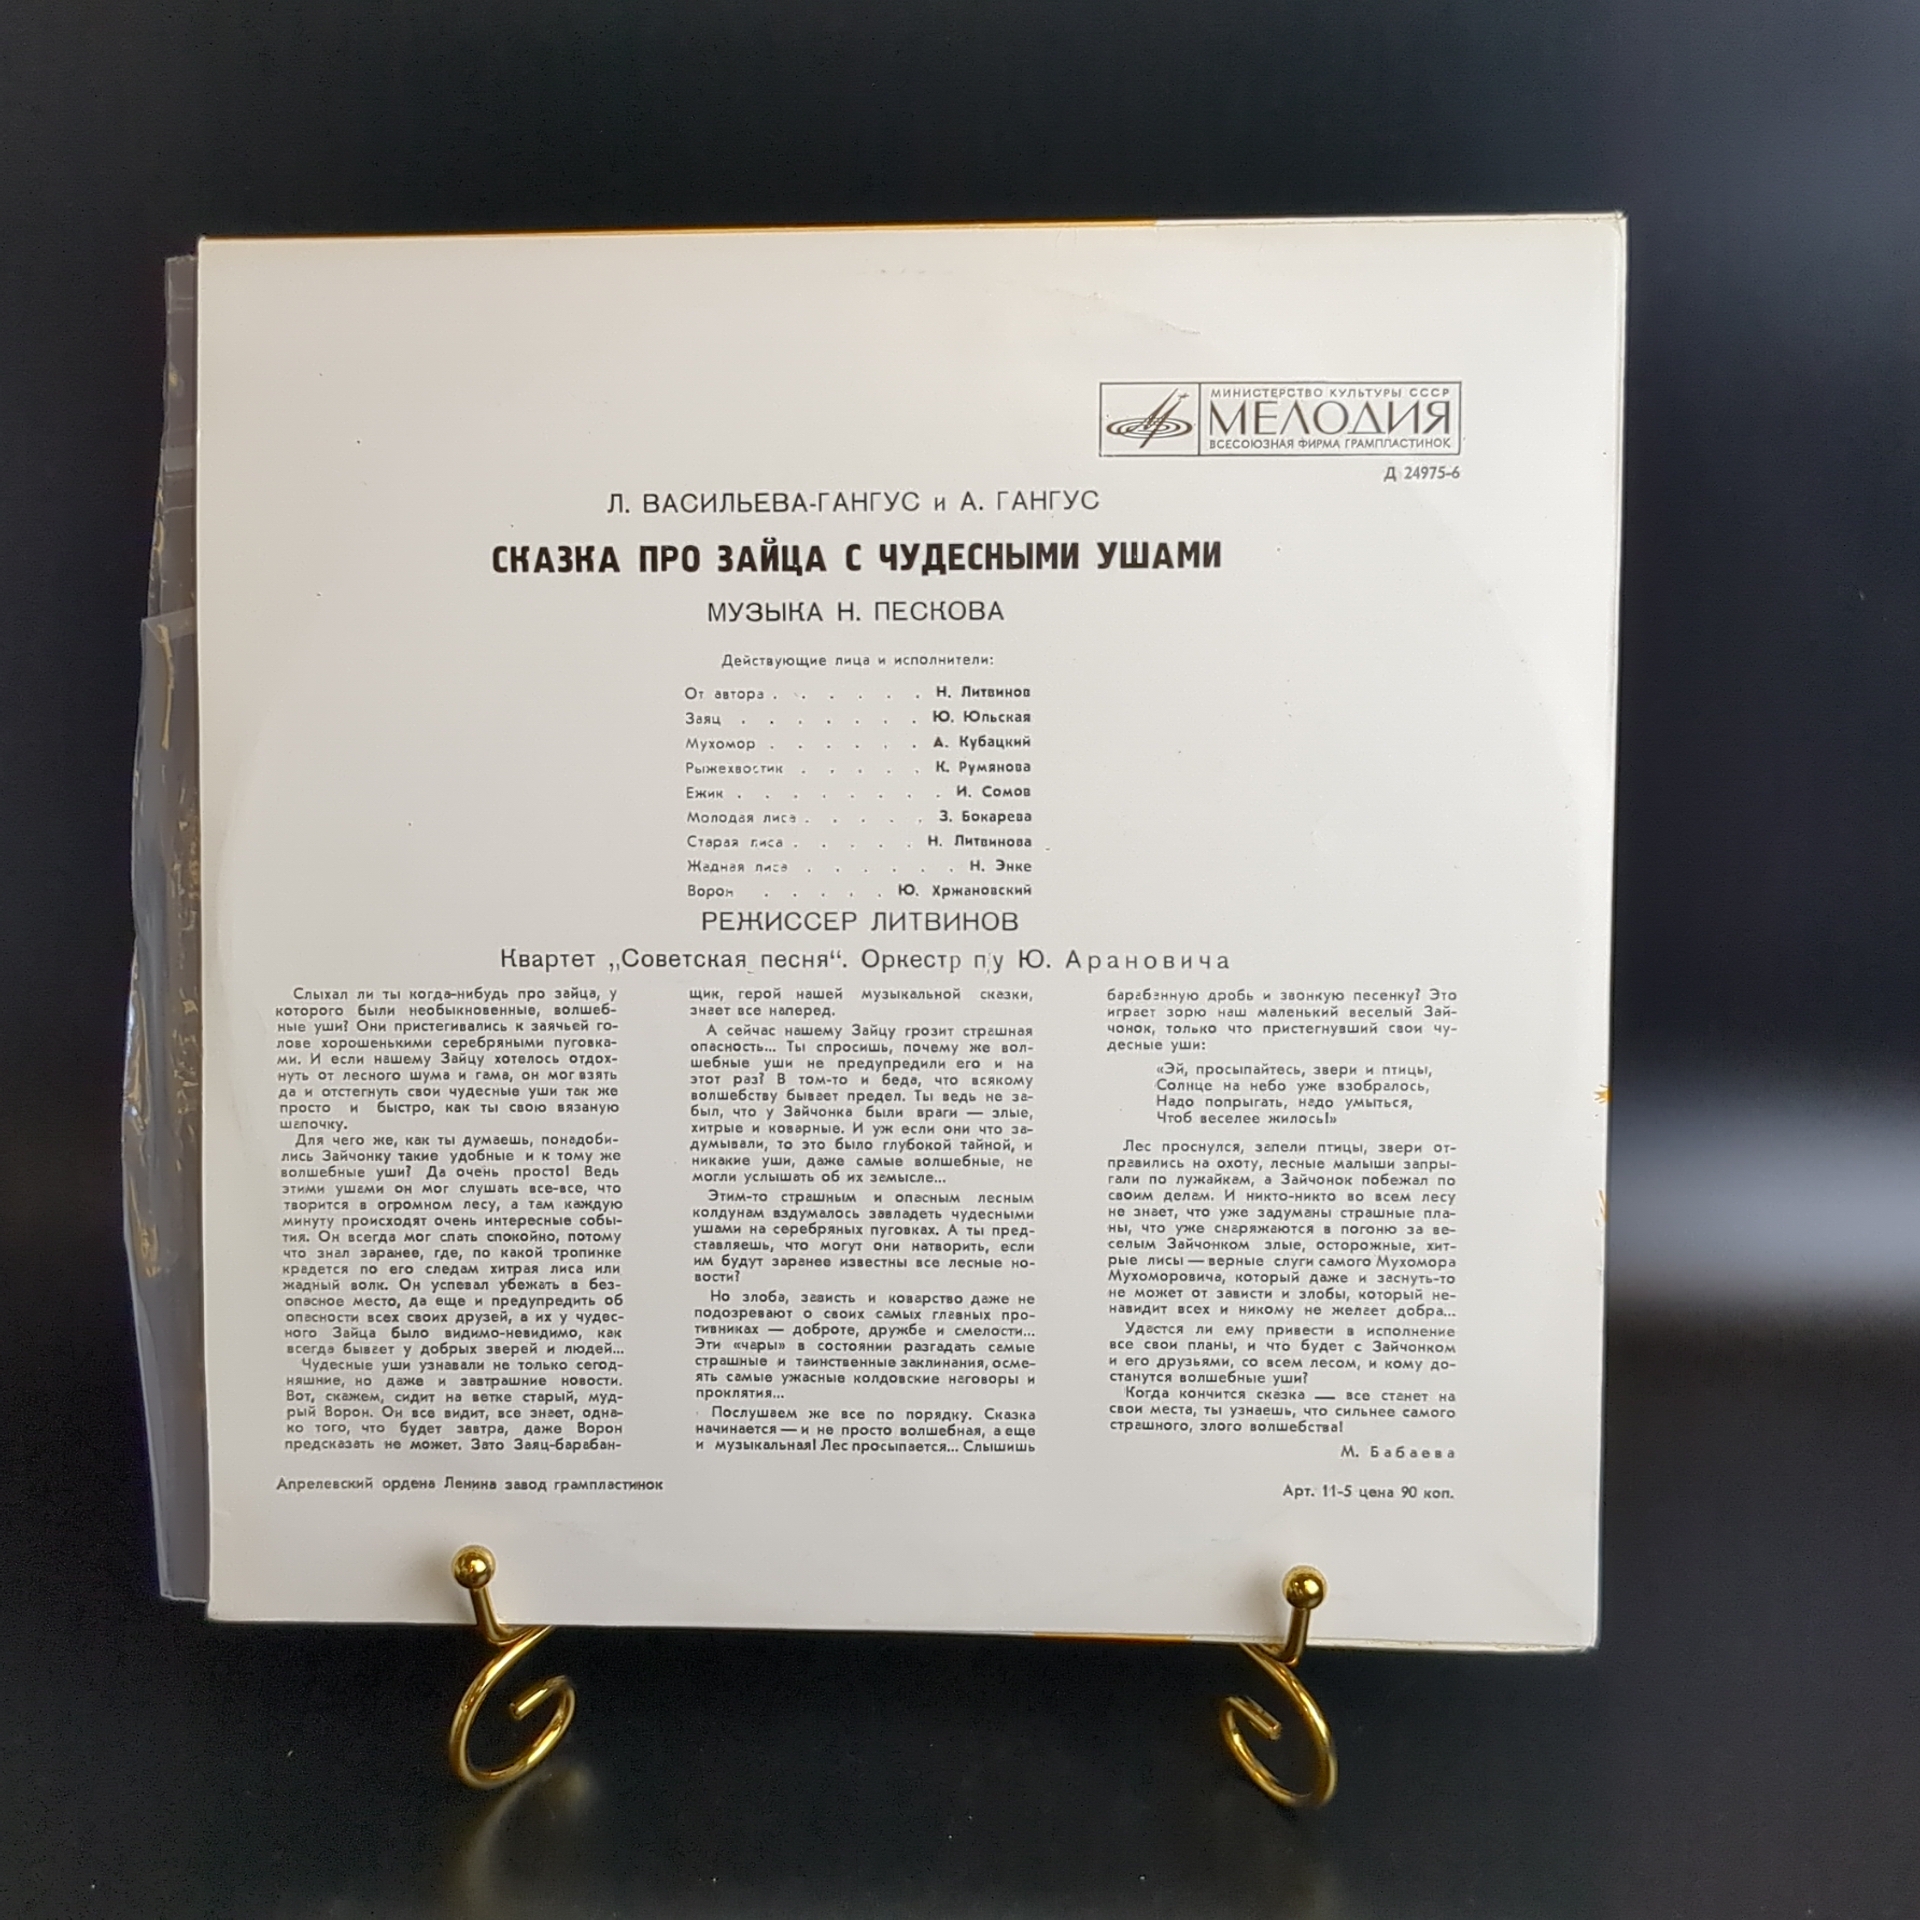 МИНИСТЕРСТВО КУЛЬТУРЫ СССР
МЕЛОДИЯ
ВСЕСОЮЗНАЯ ФИРМА ГРАМПЛАСТИНОК
Д 24975-6
Л. ВАСИЛЬЕВА-ГАНГУС и А. ГАНГУС
СКАЗКА ПРО ЗАЙЦА С ЧУДЕСНЫМИ УШАМИ
МУЗЫКА Н. ПЕСКОВА
Действующие лица и исполнители:
От автора . . . . . . Н. Литвинов
Заяц . . . . . . . Ю. Юльская
Мухомор . . . . . . А. Кубацкий
Рыжехвостик . . . . . К. Румянова
Ежик . . . . . . . . И. Сомов
Молодая лиса . . . . . З. Бокарева
Старая лиса . . . . . Н. Литвинова
Жадная лиса . . . . . . Н. Энке
Ворон . . . . . Ю. Хржановский
РЕЖИССЕР ЛИТВИНОВ
Квартет „Советская песня“. Оркестр п/у Ю. Арановича
Слыхал ли ты когда-нибудь про зайца, у
которого были необыкновенные, волшеб-
ные уши? Они пристегивались к заячьей го-
лове хорошенькими серебряными пуговка-
ми. И если нашему Зайцу хотелось отдох-
нуть от лесного шума и гама, он мог взять
да и отстегнуть свои чудесные уши так же
просто и быстро, как ты свою вязаную
шапочку.
Для чего же, как ты думаешь, понадоби-
лись Зайчонку такие удобные и к тому же
волшебные уши? Да очень просто! Ведь
этими ушами он мог слушать все-все, что
творится в огромном лесу, а там каждую
минуту происходят очень интересные собы-
тия. Он всегда мог спать спокойно, потому
что знал заранее, где, по какой тропинке
крадется по его следам хитрая лиса или
жадный волк. Он успевал убежать в без-
опасное место, да еще и предупредить об
опасности всех своих друзей, а их у чудес-
ного Зайца было видимо-невидимо, как
всегда бывает у добрых зверей и людей...
Чудесные уши узнавали не только сегод-
няшние, но даже и завтрашние новости.
Вот, скажем, сидит на ветке старый, муд-
рый Ворон. Он все видит, все знает, одна-
ко того, что будет завтра, даже Ворон
предсказать не может. Зато Заяц-барабан-
щик, герой нашей музыкальной сказки,
знает все наперед.
А сейчас нашему Зайцу грозит страшная
опасность... Ты спросишь, почему же вол-
шебные уши не предупредили его и на
этот раз? В том-то и беда, что всякому
волшебству бывает предел. Ты ведь не за-
был, что у Зайчонка были враги — злые,
хитрые и коварные. И уж если они что за-
думывали, то это было глубокой тайной, и
никакие уши, даже самые волшебные, не
могли услышать об их замысле...
Этим-то страшным и опасным лесным
колдунам вздумалось завладеть чудесными
ушами на серебряных пуговках. А ты пред-
ставляешь, что могут они натворить, если
им будут заранее известны все лесные но-
вости?
Но злоба, зависть и коварство даже не
подозревают о своих самых главных про-
тивниках — доброте, дружбе и смелости...
Эти «чары» в состоянии разгадать самые
страшные и таинственные заклинания, осме-
ять самые ужасные колдовские наговоры и
проклятия...
Послушаем же все по порядку. Сказка
начинается — и не просто волшебная, а еще
и музыкальная! Лес просыпается... Слышишь
барабанную дробь и звонкую песенку? Это
играет зорю наш маленький веселый Зай-
чонок, только что пристегнувший свои чу-
десные уши:
«Эй, просыпайтесь, звери и птицы,
Солнце на небо уже взобралось,
Надо попрыгать, надо умыться,
Чтоб веселее жилось!»
Лес проснулся, запели птицы, звери от-
правились на охоту, лесные малыши запры-
гали по лужайкам, а Зайчонок побежал по
своим делам. И никто-никто во всем лесу
не знает, что уже задуманы страшные пла-
ны, что уже снаряжаются в погоню за ве-
селым Зайчонком злые, осторожные, хит-
рые лисы — верные слуги самого Мухомора
Мухоморовича, который даже и заснуть-то
не может от зависти и злобы, который не-
навидит всех и никому не желает добра...
Удастся ли ему привести в исполнение
все свои планы, и что будет с Зайчонком
и его друзьями, со всем лесом, и кому до-
станутся волшебные уши?
Когда кончится сказка — все станет на
свои места, ты узнаешь, что сильнее самого
страшного, злого волшебства!
М. Бабаева
Апрелевский ордена Ленина завод грампластинок
Арт. 11-5 цена 90 коп.